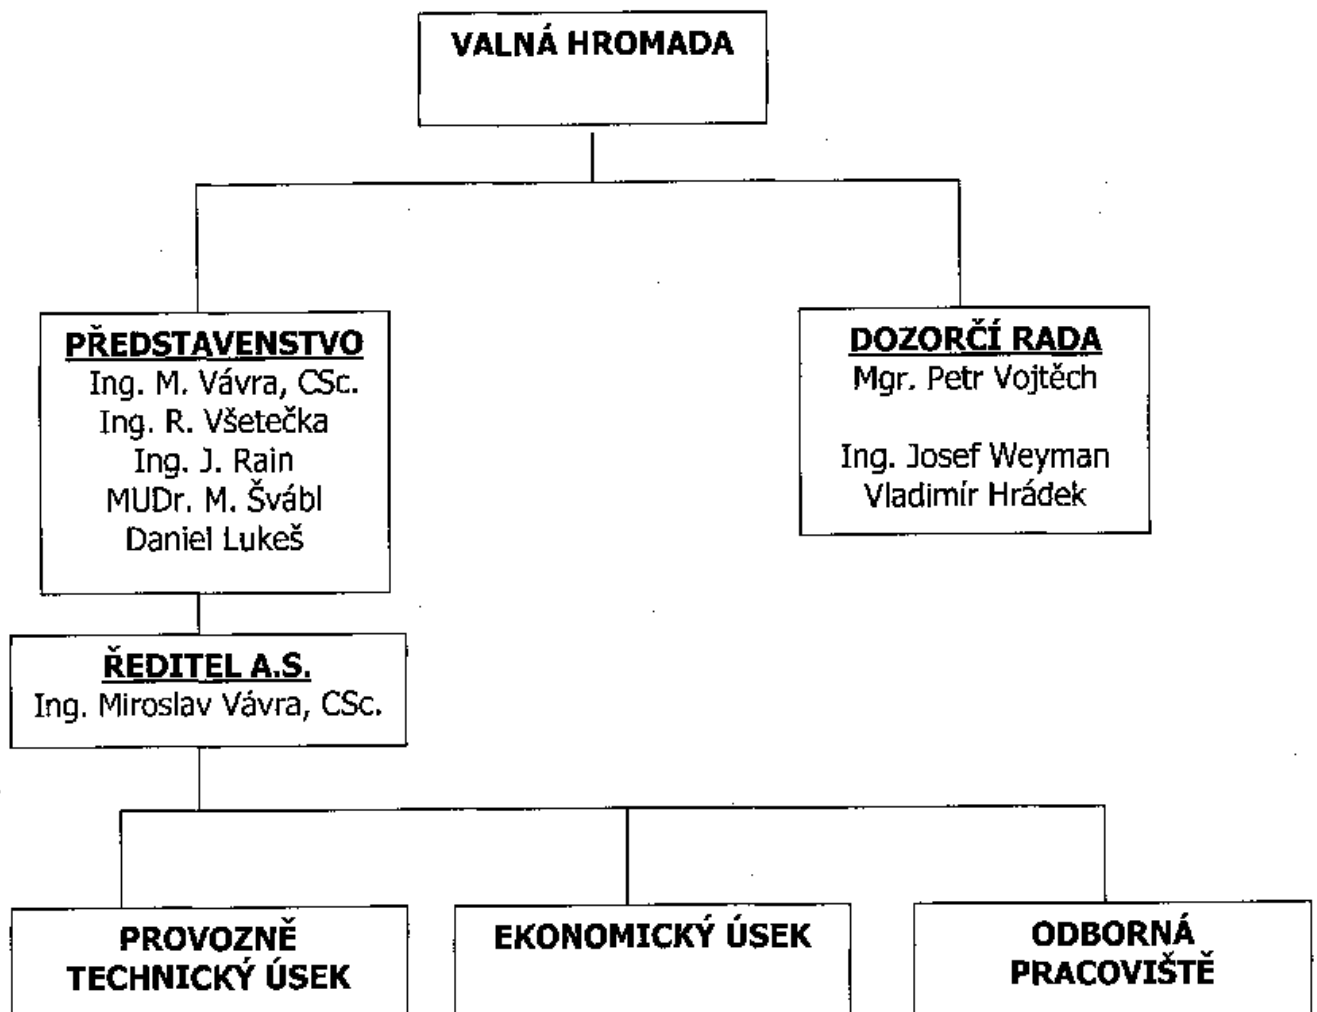 VALNÁ HROMADA
PŘEDSTAVENSTVO
Ing. M. Vávra, CSc.
Ing. R. Všetečka
Ing. J. Rain
MUDr. M. Švábl
Daniel Lukeš
DOZORČÍ RADA
Mgr. Petr Vojtěch
Ing. Josef Weyman
Vladimír Hrádek
ŘEDITEL A.S.
Ing. Miroslav Vávra, CSc.
PROVOZNĚ
TECHNICKÝ ÚSEK
EKONOMICKÝ ÚSEK
ODBORNÁ
PRACOVIŠTĚ